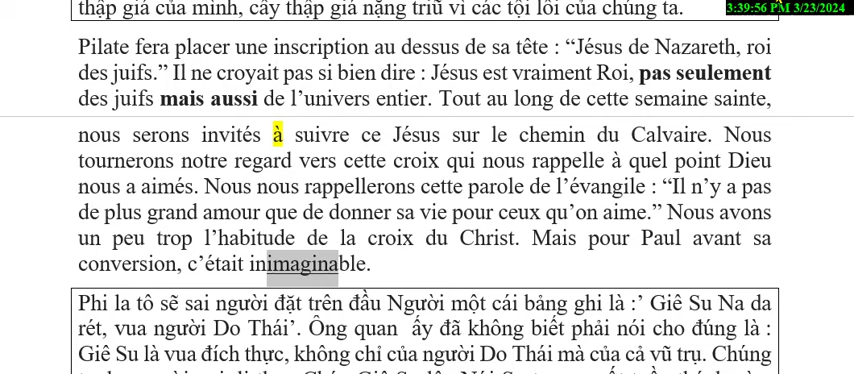 thập giá của mình, cây thập giá nặng triũ vì các tội lỗi của chúng ta.
3:39:56 PM 3/23/2024
Pilate fera placer une inscription au dessus de sa tête : “Jésus de Nazareth, roi
des juifs.” Il ne croyait pas si bien dire : Jésus est vraiment Roi, pas seulement
des juifs mais aussi de l’univers entier. Tout au long de cette semaine sainte,
nous serons invités à suivre ce Jésus sur le chemin du Calvaire. Nous
tournerons notre regard vers cette croix qui nous rappelle à quel point Dieu
nous a aimés. Nous nous rappellerons cette parole de l’évangile : “Il n’y a pas
de plus grand amour que de donner sa vie pour ceux qu’on aime.” Nous avons
un peu trop l’habitude de la croix du Christ. Mais pour Paul avant sa
conversion, c’était inimaginable.
Phi la tô sẽ sai người đặt trên đầu Người một cái bảng ghi là :’ Giê Su Na da
rét, vua người Do Thái’. Ông quan ấy đã không biết phải nói cho đúng là :
Giê Su là vua đích thực, không chỉ của người Do Thái mà của cả vũ trụ. Chúng